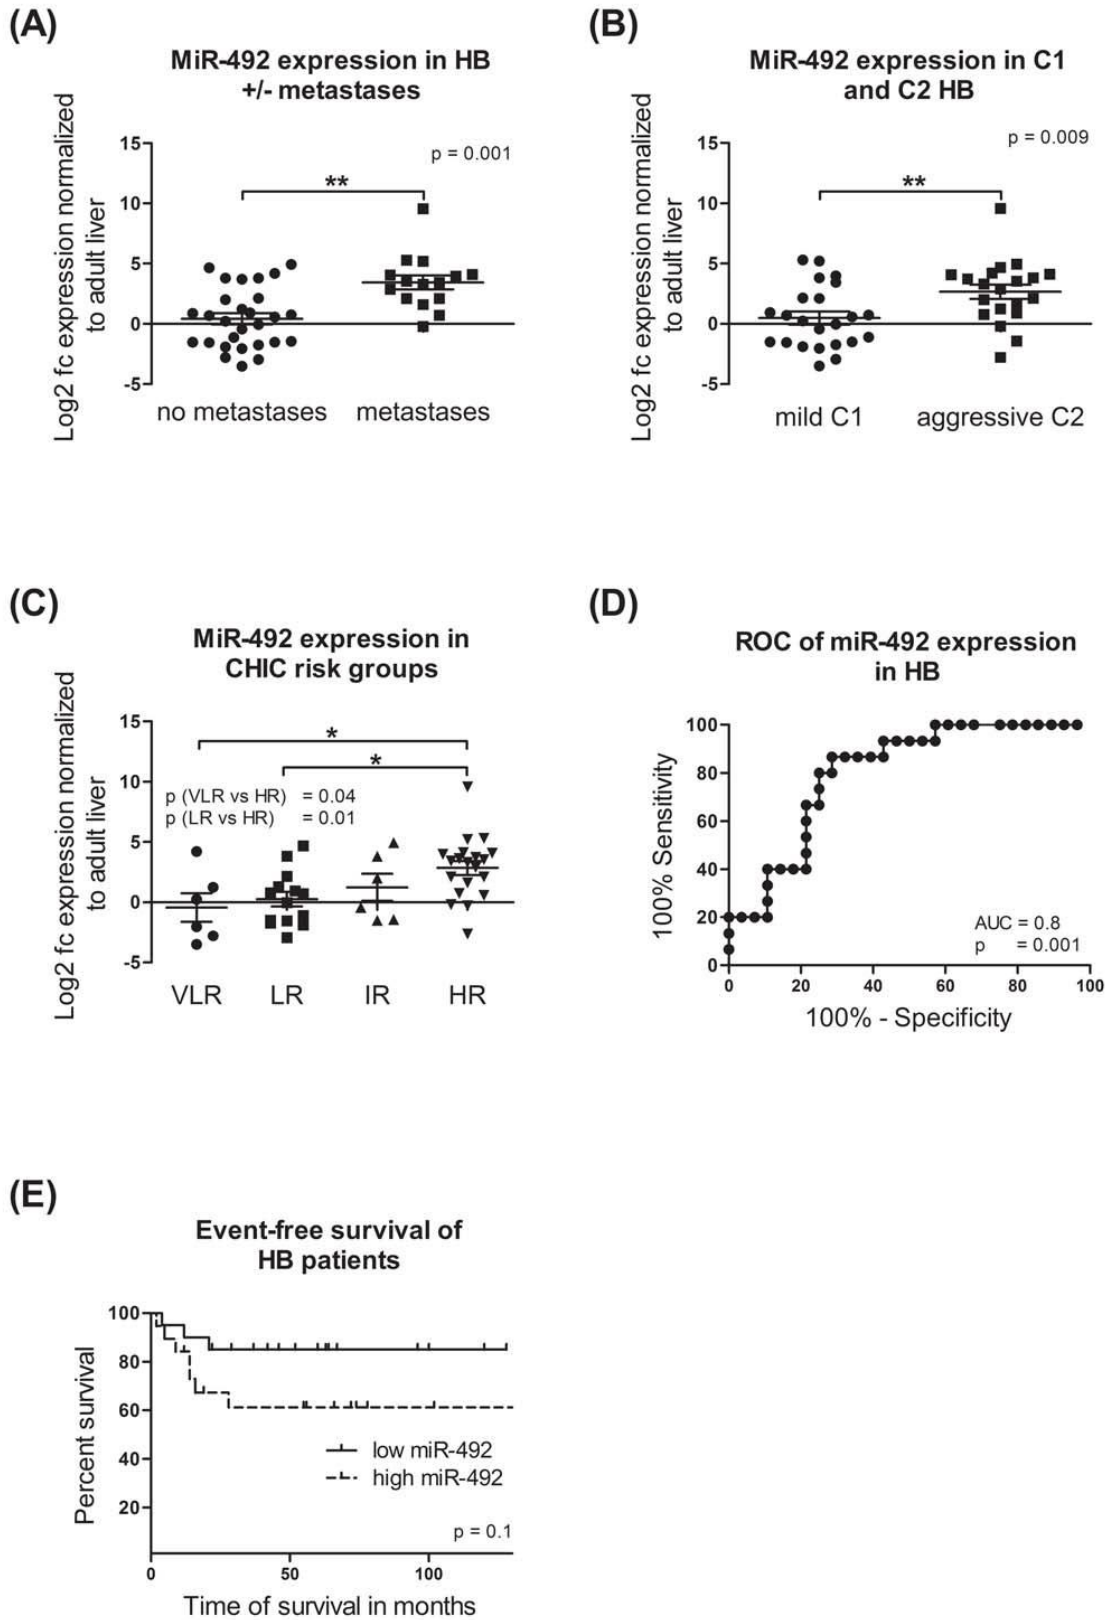 (A)
MiR-492 expression in HB
+/- metastases
Log2 fc expression normalized
to adult liver
15
10
5
0
-5
p = 0.001
**
no metastases
metastases
(B)
MiR-492 expression in C1
and C2 HB
Log2 fc expression normalized
to adult liver
15
10
5
0
-5
p = 0.009
**
mild C1
aggressive C2
(C)
MiR-492 expression in
CHIC risk groups
Log2 fc expression normalized
to adult liver
15
10
5
0
-5
*
*
p (VLR vs HR) = 0.04
p (LR vs HR) = 0.01
VLR
LR
IR
HR
(D)
ROC of miR-492 expression
in HB
100% Sensitivity
100
80
60
40
20
0
AUC = 0.8
p = 0.001
0 20 40 60 80 100
100% - Specificity
(E)
Event-free survival of
HB patients
Percent survival
100
80
60
40
20
low miR-492
high miR-492
p = 0.1
0 50 100
Time of survival in months